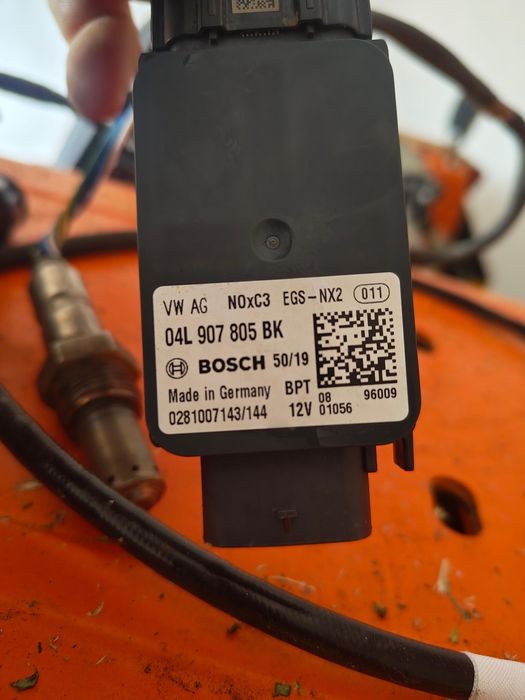 VW AG NOxC3 EGS-NX2 011
04L 907 805 BK
BOSCH 50/19
Made in Germany BPT 08 96009
0281007143/144 12V 01056